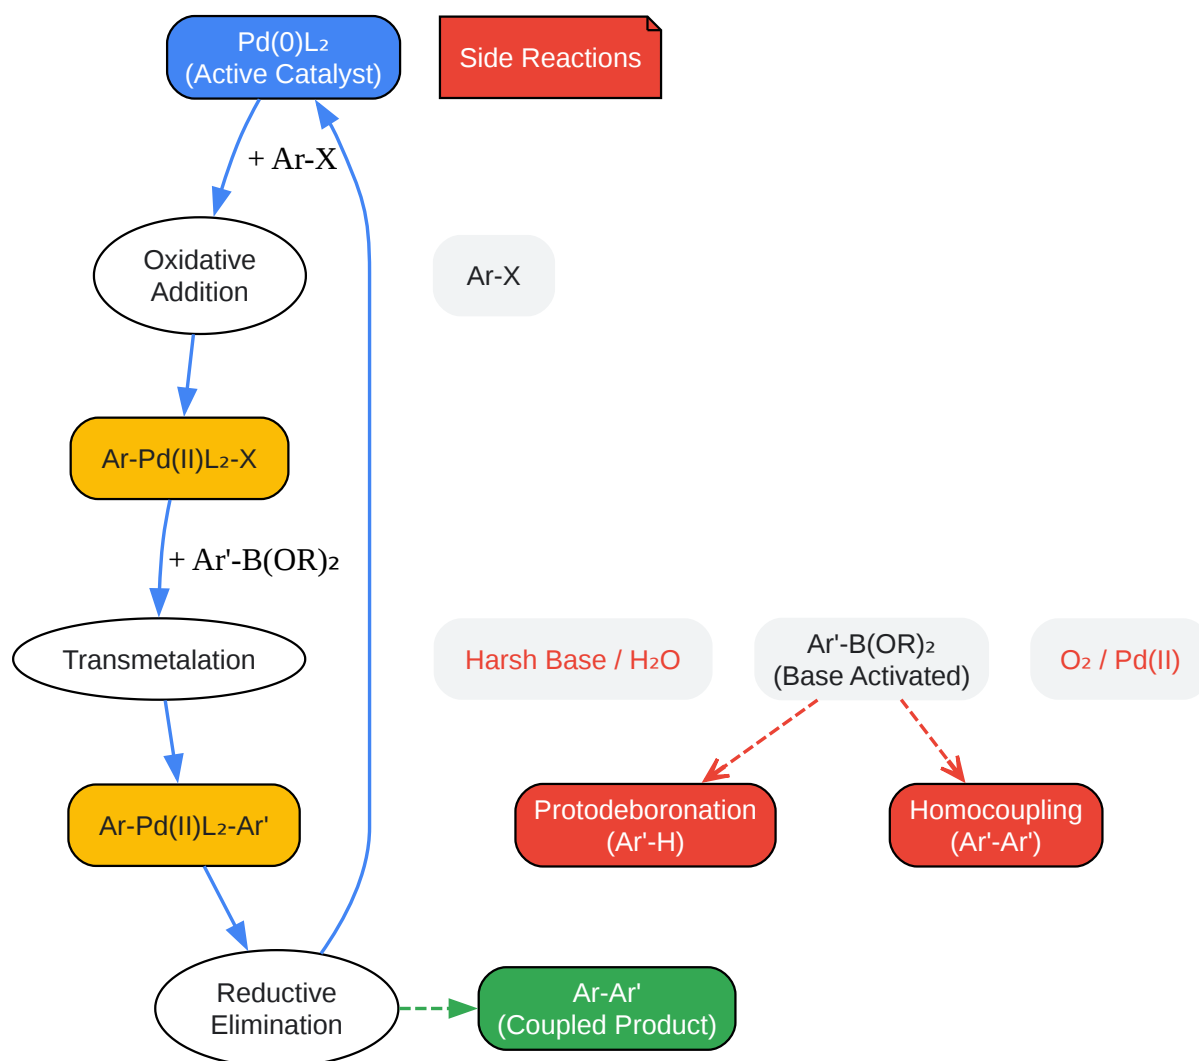 Pd(0)L₂
(Active Catalyst)
Side Reactions
+ Ar-X
Oxidative
Addition
Ar-X
Ar-Pd(II)L₂-X
+ Ar'-B(OR)₂
Transmetalation
Harsh Base / H₂O
Ar'-B(OR)₂
(Base Activated)
O₂ / Pd(II)
Ar-Pd(II)L₂-Ar'
Protodeboronation
(Ar'-H)
Homocoupling
(Ar'-Ar')
Reductive
Elimination
Ar-Ar'
(Coupled Product)